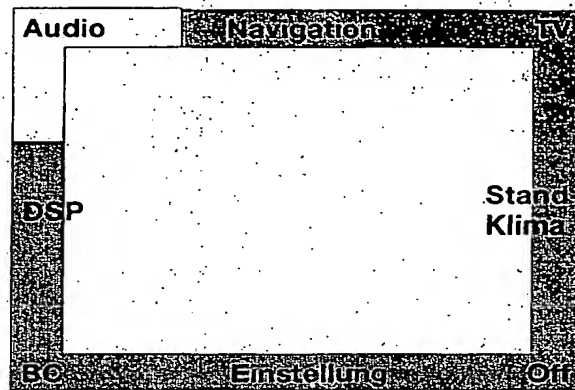 Audio Navigation TV
DSP
Stand
Klima
BC Einstellung Off